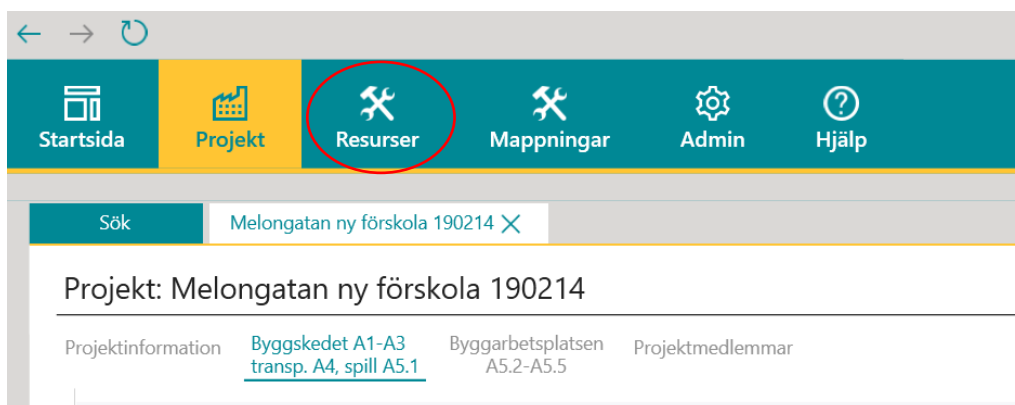 Startsida Projekt Resurser Mappningar Admin Hjälp
Sök Melongatan ny förskola 190214
Projekt: Melongatan ny förskola 190214
Projektinformation Byggskedet A1-A3 Byggarbetsplatsen Projektmedlemmar
transp. A4, spill A5.1 A5.2-A5.5